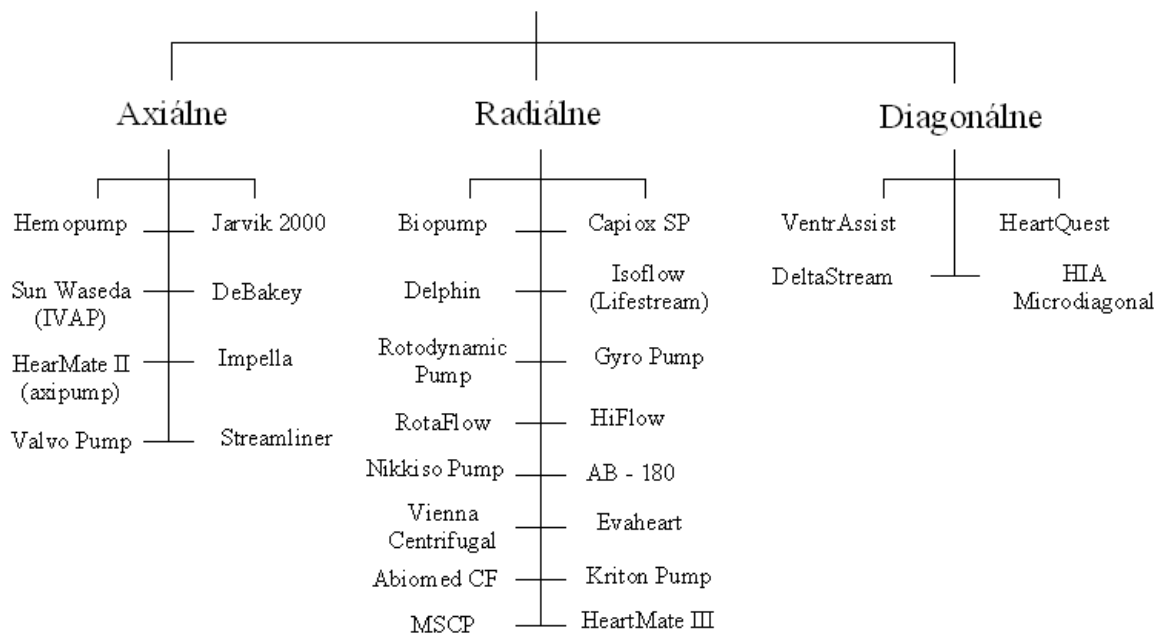 Axiálne
Radiálne
Diagonálne
Hemopump
Jarvik 2000
Sun Waseda
(IVAP)
DeBakey
HearMate II
(axipump)
Impella
Valvo Pump
Streamliner
Biopump
Capiox SP
Delphin
Isoflow
(Lifestream)
Rotodynamic
Pump
Gyro Pump
RotaFlow
HiFlow
Nikkiso Pump
AB - 180
Vienna
Centrifugal
Evaheart
Abiomed CF
Kriton Pump
MSCP
HeartMate III
VentrAssist
HeartQuest
DeltaStream
HIA
Microdiagonal